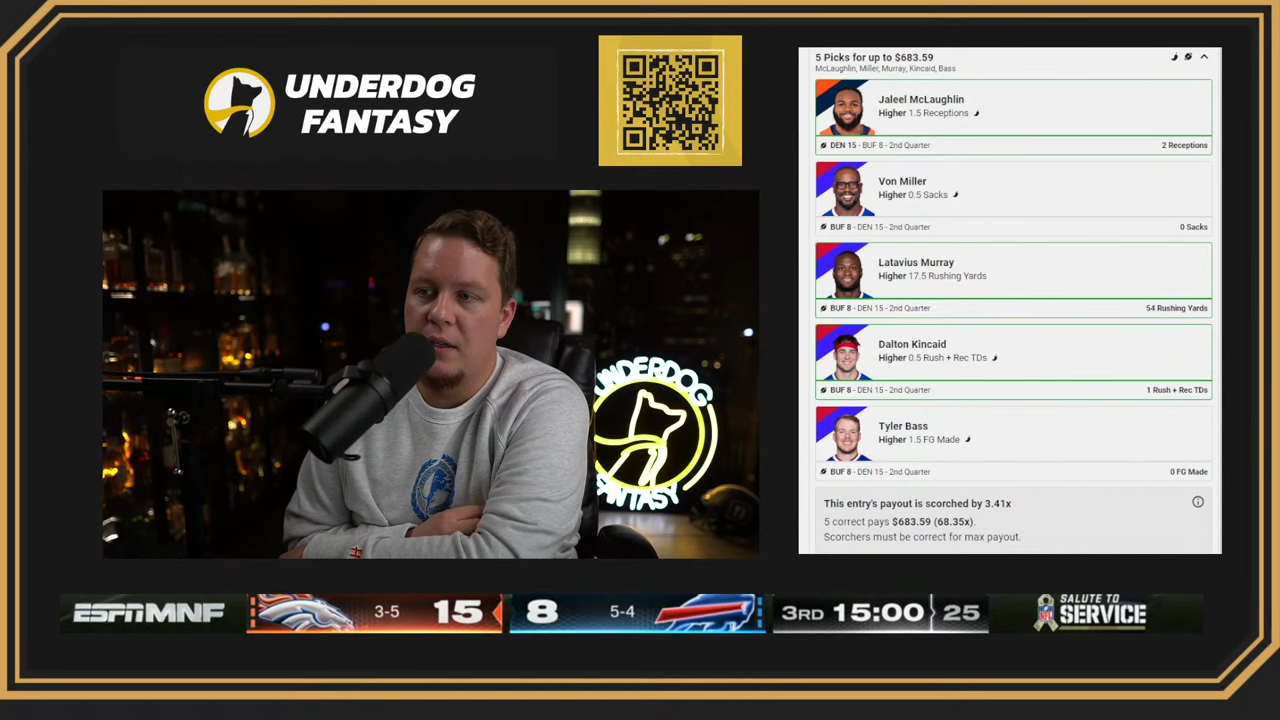 UNDERDOG
FANTASY
5 Picks for up to $683.59
McLaughlin, Miller, Murray, Kincaid, Bass
Jaleel McLaughlin
Higher 1.5 Receptions
DEN 15 - BUF 8 - 2nd Quarter
2 Receptions
Von Miller
Higher 0.5 Sacks
BUF 8 - DEN 15 - 2nd Quarter
0 Sacks
Latavius Murray
Higher 17.5 Rushing Yards
BUF 8 - DEN 15 - 2nd Quarter
54 Rushing Yards
Dalton Kincaid
Higher 0.5 Rush + Rec TDs
BUF 8 - DEN 15 - 2nd Quarter
1 Rush + Rec TDs
Tyler Bass
Higher 1.5 FG Made
BUF 8 - DEN 15 - 2nd Quarter
0 FG Made
This entry's payout is scorched by 3.41x
5 correct pays $683.59 (68.35x).
Scorchers must be correct for max payout.
UNDERDOG
FANTASY
ESPN MNF
3-5
15
8
5-4
3RD 15:00
25
NFL
SALUTE TO
SERVICE